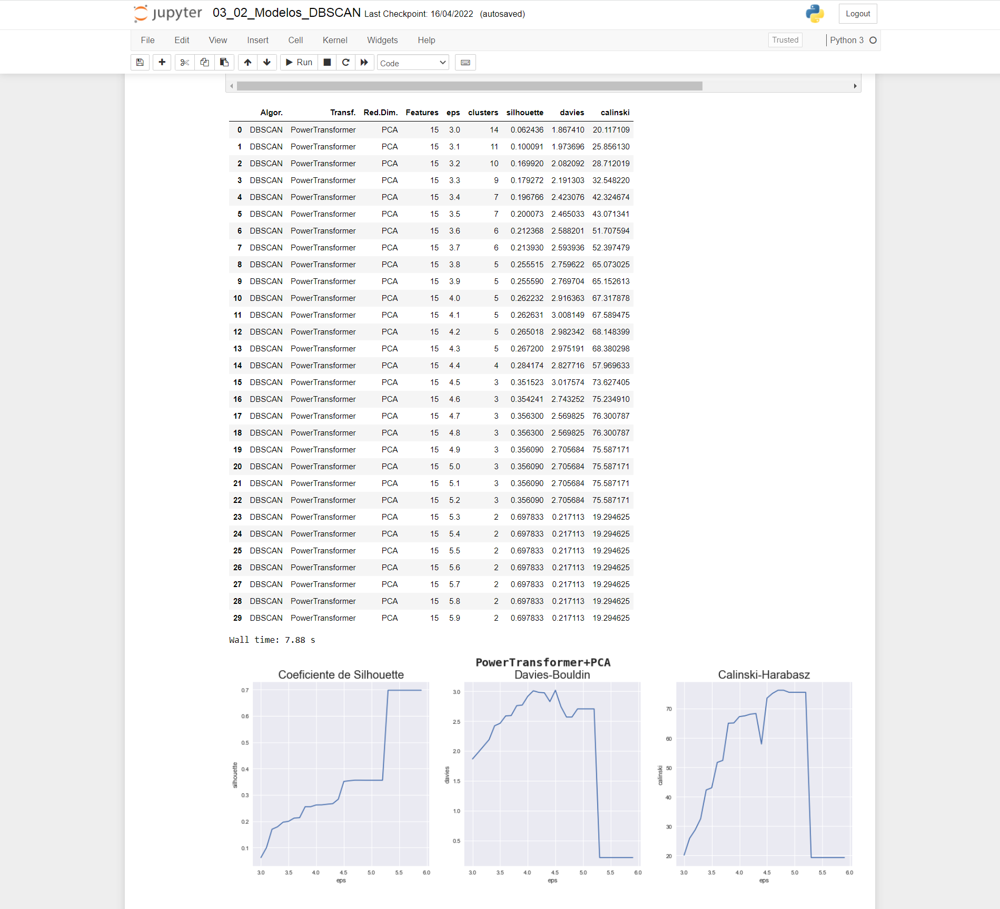 jupyter 03_02_Modelos_DBSCAN Last Checkpoint: 16/04/2022 (autosaved) Logout
File Edit View Insert Cell Kernel Widgets Help Trusted Python 3
Run Code
Algor. Transf. Red.Dim. Features eps clusters silhouette davies calinski
0 DBSCAN PowerTransformer PCA 15 3.0 14 0.062436 1.867410 20.117109
1 DBSCAN PowerTransformer PCA 15 3.1 11 0.100091 1.973696 25.856130
2 DBSCAN PowerTransformer PCA 15 3.2 10 0.169920 2.082092 28.712019
3 DBSCAN PowerTransformer PCA 15 3.3 9 0.179272 2.191303 32.548220
4 DBSCAN PowerTransformer PCA 15 3.4 7 0.196766 2.423076 42.324674
5 DBSCAN PowerTransformer PCA 15 3.5 7 0.200073 2.465033 43.071341
6 DBSCAN PowerTransformer PCA 15 3.6 6 0.212368 2.588201 51.707594
7 DBSCAN PowerTransformer PCA 15 3.7 6 0.213930 2.593936 52.397479
8 DBSCAN PowerTransformer PCA 15 3.8 5 0.255515 2.759622 65.073025
9 DBSCAN PowerTransformer PCA 15 3.9 5 0.255590 2.769704 65.152613
10 DBSCAN PowerTransformer PCA 15 4.0 5 0.262232 2.916363 67.317878
11 DBSCAN PowerTransformer PCA 15 4.1 5 0.262631 3.008149 67.589475
12 DBSCAN PowerTransformer PCA 15 4.2 5 0.265018 2.982342 68.148399
13 DBSCAN PowerTransformer PCA 15 4.3 5 0.267200 2.975191 68.380298
14 DBSCAN PowerTransformer PCA 15 4.4 4 0.284174 2.827716 57.969633
15 DBSCAN PowerTransformer PCA 15 4.5 3 0.351523 3.017574 73.627405
16 DBSCAN PowerTransformer PCA 15 4.6 3 0.354241 2.743252 75.234910
17 DBSCAN PowerTransformer PCA 15 4.7 3 0.356300 2.569825 76.300787
18 DBSCAN PowerTransformer PCA 15 4.8 3 0.356300 2.569825 76.300787
19 DBSCAN PowerTransformer PCA 15 4.9 3 0.356090 2.705684 75.587171
20 DBSCAN PowerTransformer PCA 15 5.0 3 0.356090 2.705684 75.587171
21 DBSCAN PowerTransformer PCA 15 5.1 3 0.356090 2.705684 75.587171
22 DBSCAN PowerTransformer PCA 15 5.2 3 0.356090 2.705684 75.587171
23 DBSCAN PowerTransformer PCA 15 5.3 2 0.697833 0.217113 19.294625
24 DBSCAN PowerTransformer PCA 15 5.4 2 0.697833 0.217113 19.294625
25 DBSCAN PowerTransformer PCA 15 5.5 2 0.697833 0.217113 19.294625
26 DBSCAN PowerTransformer PCA 15 5.6 2 0.697833 0.217113 19.294625
27 DBSCAN PowerTransformer PCA 15 5.7 2 0.697833 0.217113 19.294625
28 DBSCAN PowerTransformer PCA 15 5.8 2 0.697833 0.217113 19.294625
29 DBSCAN PowerTransformer PCA 15 5.9 2 0.697833 0.217113 19.294625
Wall time: 7.88 s
PowerTransformer+PCA
Coeficiente de Silhouette
silhouette
0.7
0.6
0.5
0.4
0.3
0.2
0.1
3.0 3.5 4.0 4.5 5.0 5.5 6.0
eps
Davies-Bouldin
davies
3.0
2.5
2.0
1.5
1.0
0.5
3.0 3.5 4.0 4.5 5.0 5.5 6.0
eps
Calinski-Harabasz
calinski
70
60
50
40
30
20
3.0 3.5 4.0 4.5 5.0 5.5 6.0
eps